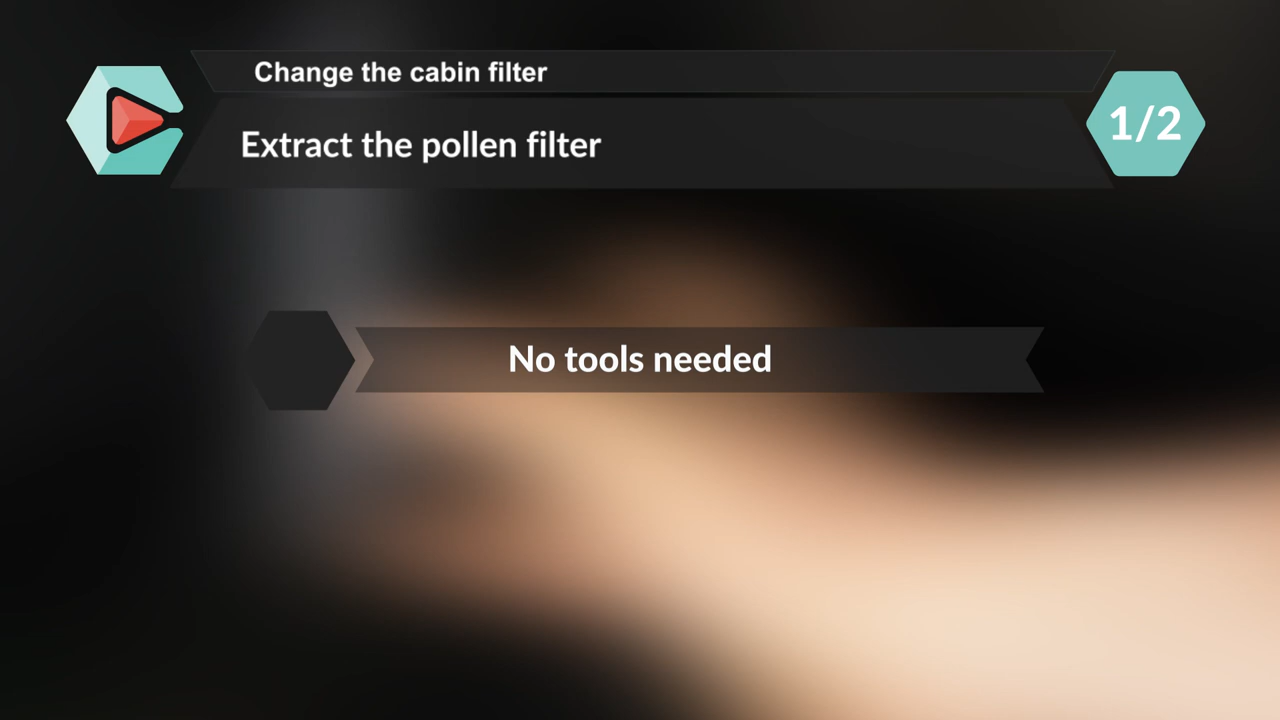 Change the cabin filter
Extract the pollen filter
1/2
No tools needed